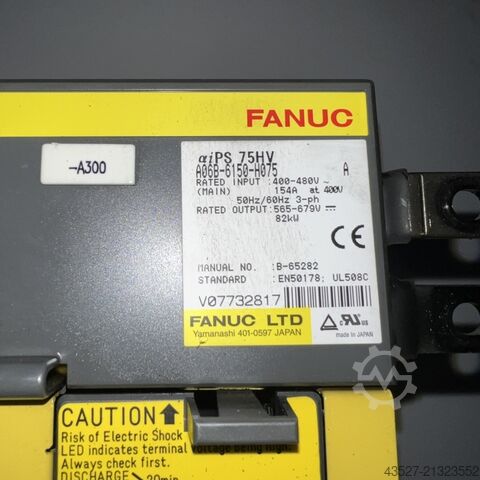 FANUC
¬A300
αiPS 75HV
A06B-6150-H075 A
RATED INPUT :400-480V ~
(MAIN) 154A at 400V
50Hz/60Hz 3-ph
RATED OUTPUT:565-679V
82kW
CE
MANUAL NO. :B-65282
STANDARD :EN50178; UL508C
V07732817
FANUC LTD
Yamanashi 401-0597 JAPAN
c RU US
made in JAPAN
CAUTION
Risk of Electric Shock
LED indicates terminal voltage being high.
Always check first.
DISCHARGE > 20min
43527-21323552